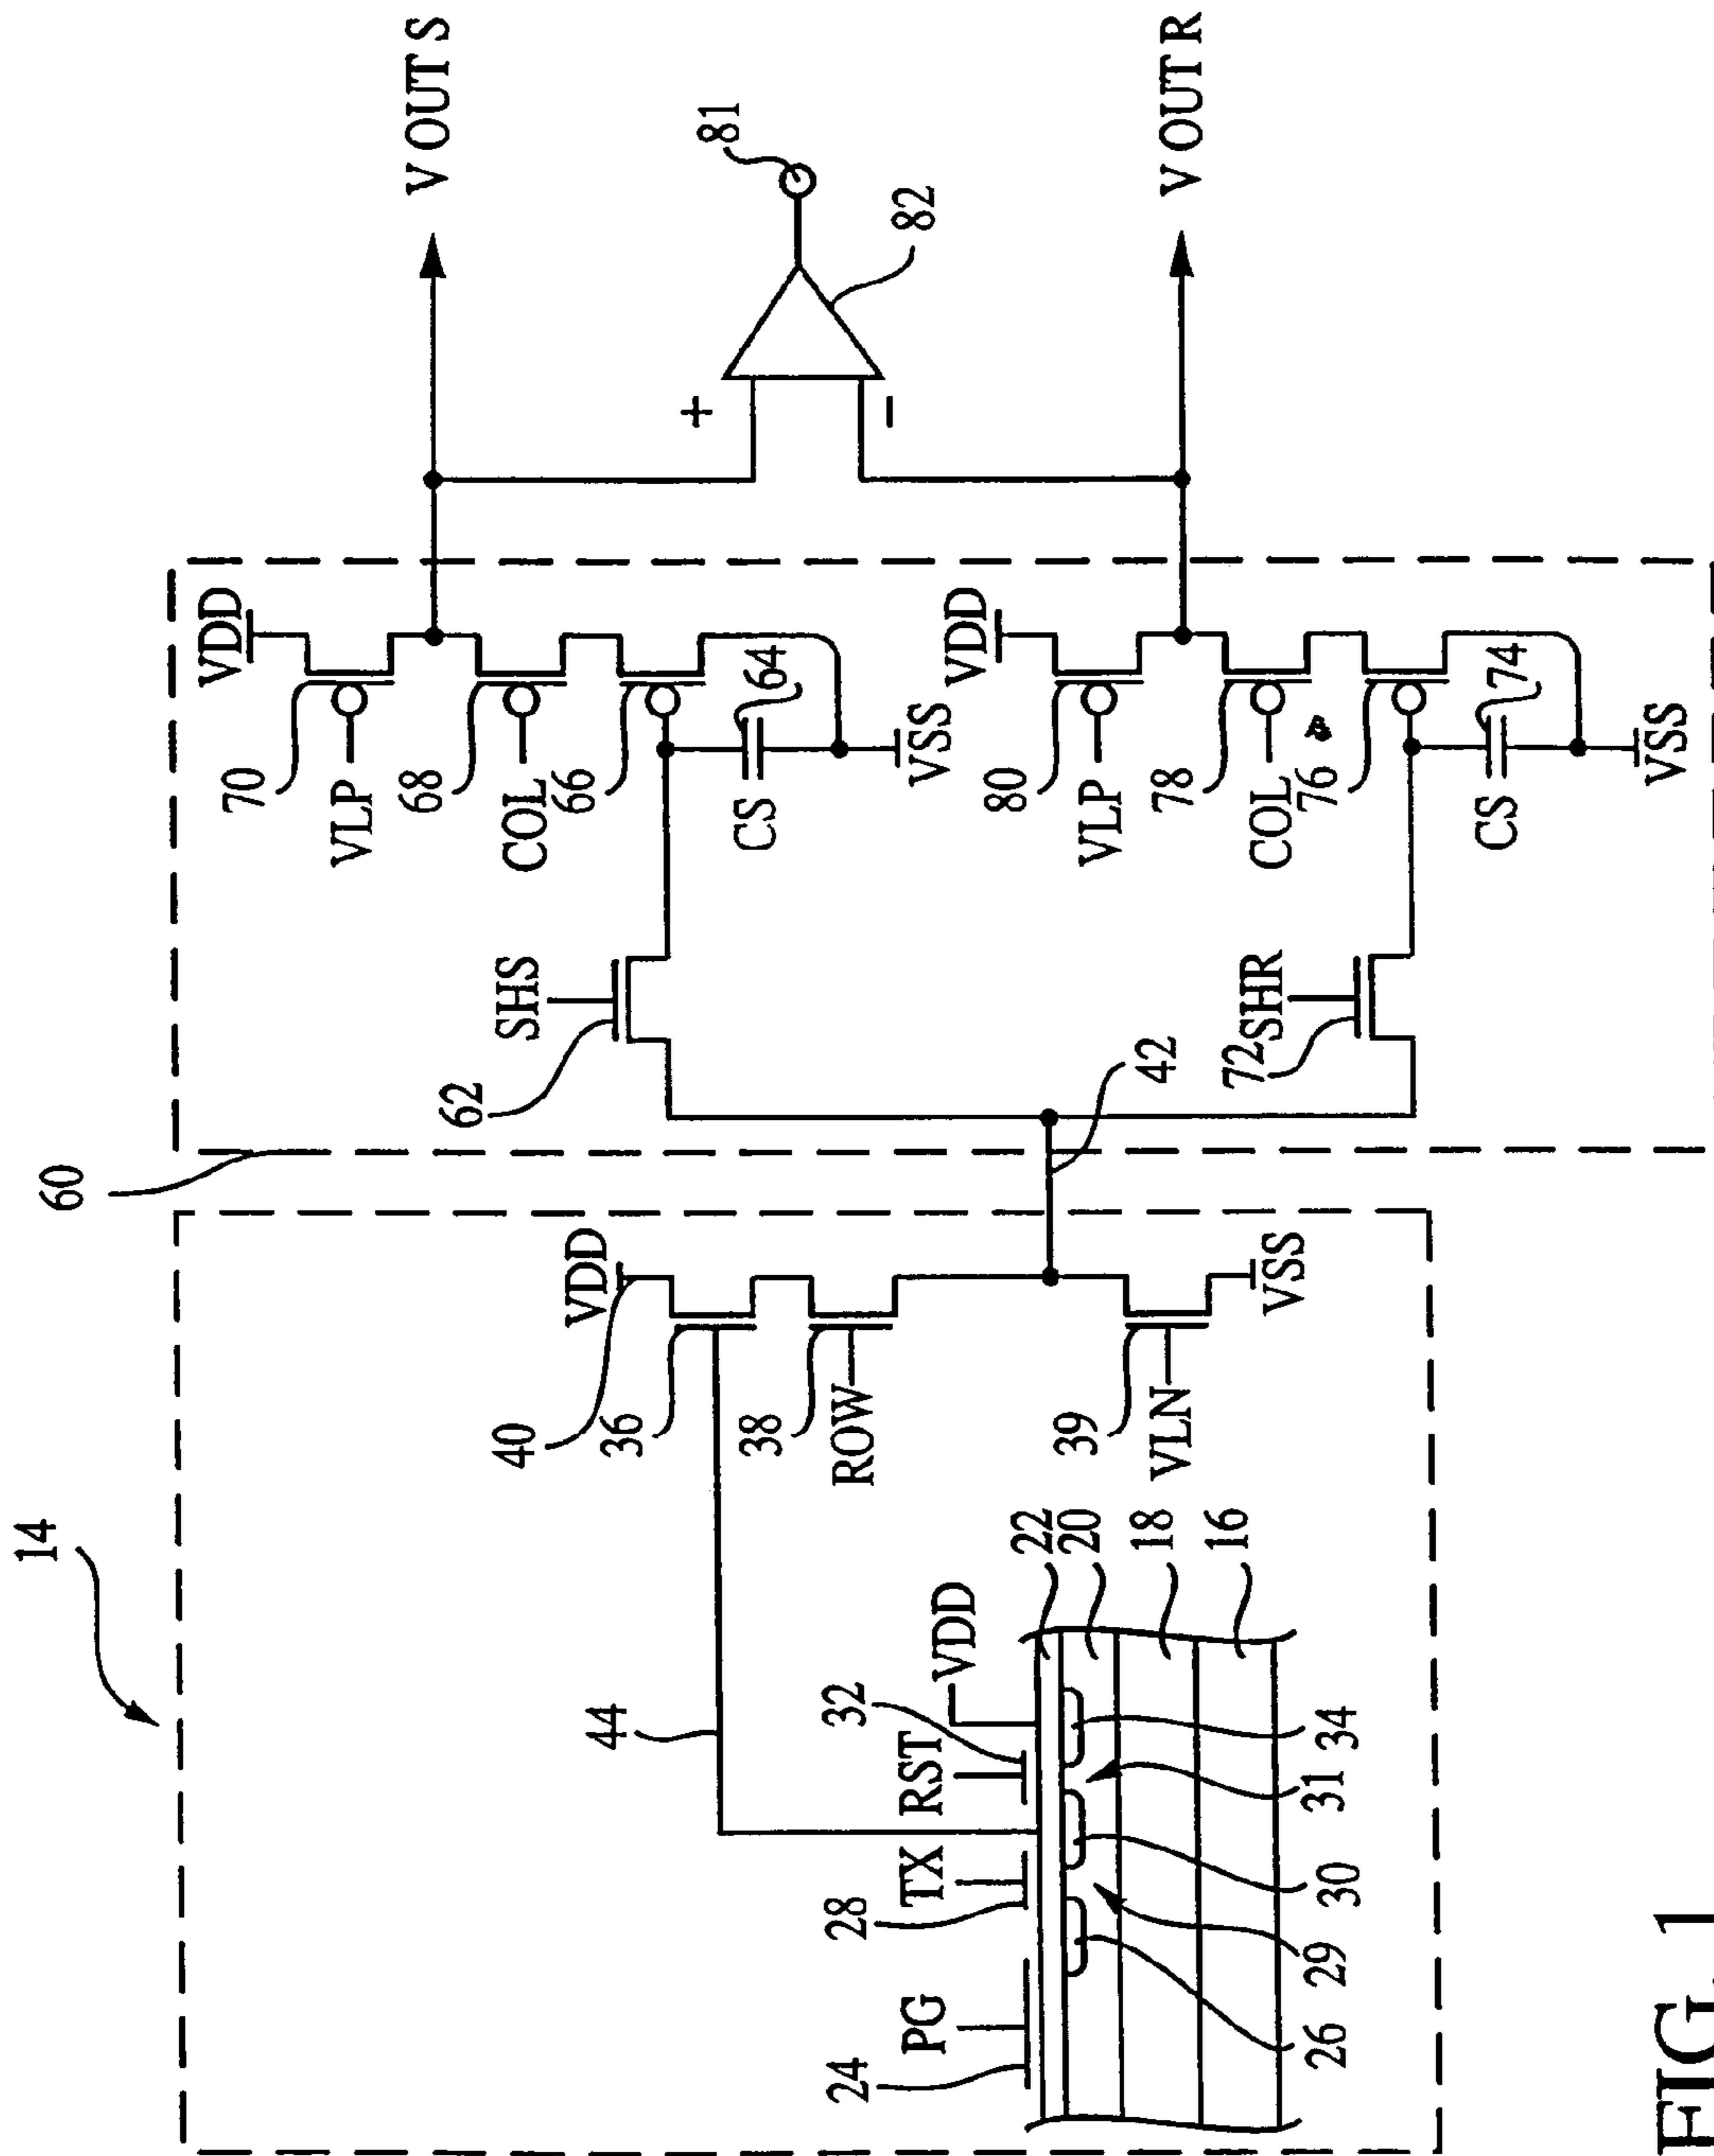 14
60
VDD
40
36
38
ROW
39
VLN
VSS
44
PG
24
TX
28
RST
32
VDD
22
20
18
16
26
29
30
31
34
42
SHS
62
SHR
72
VDD
70
VLP
68
COL
66
CS
64
VSS
VDD
80
VLP
78
COL
76
CS
74
VSS
V OUT S
V OUT R
+
−
81
82
FIG. 1